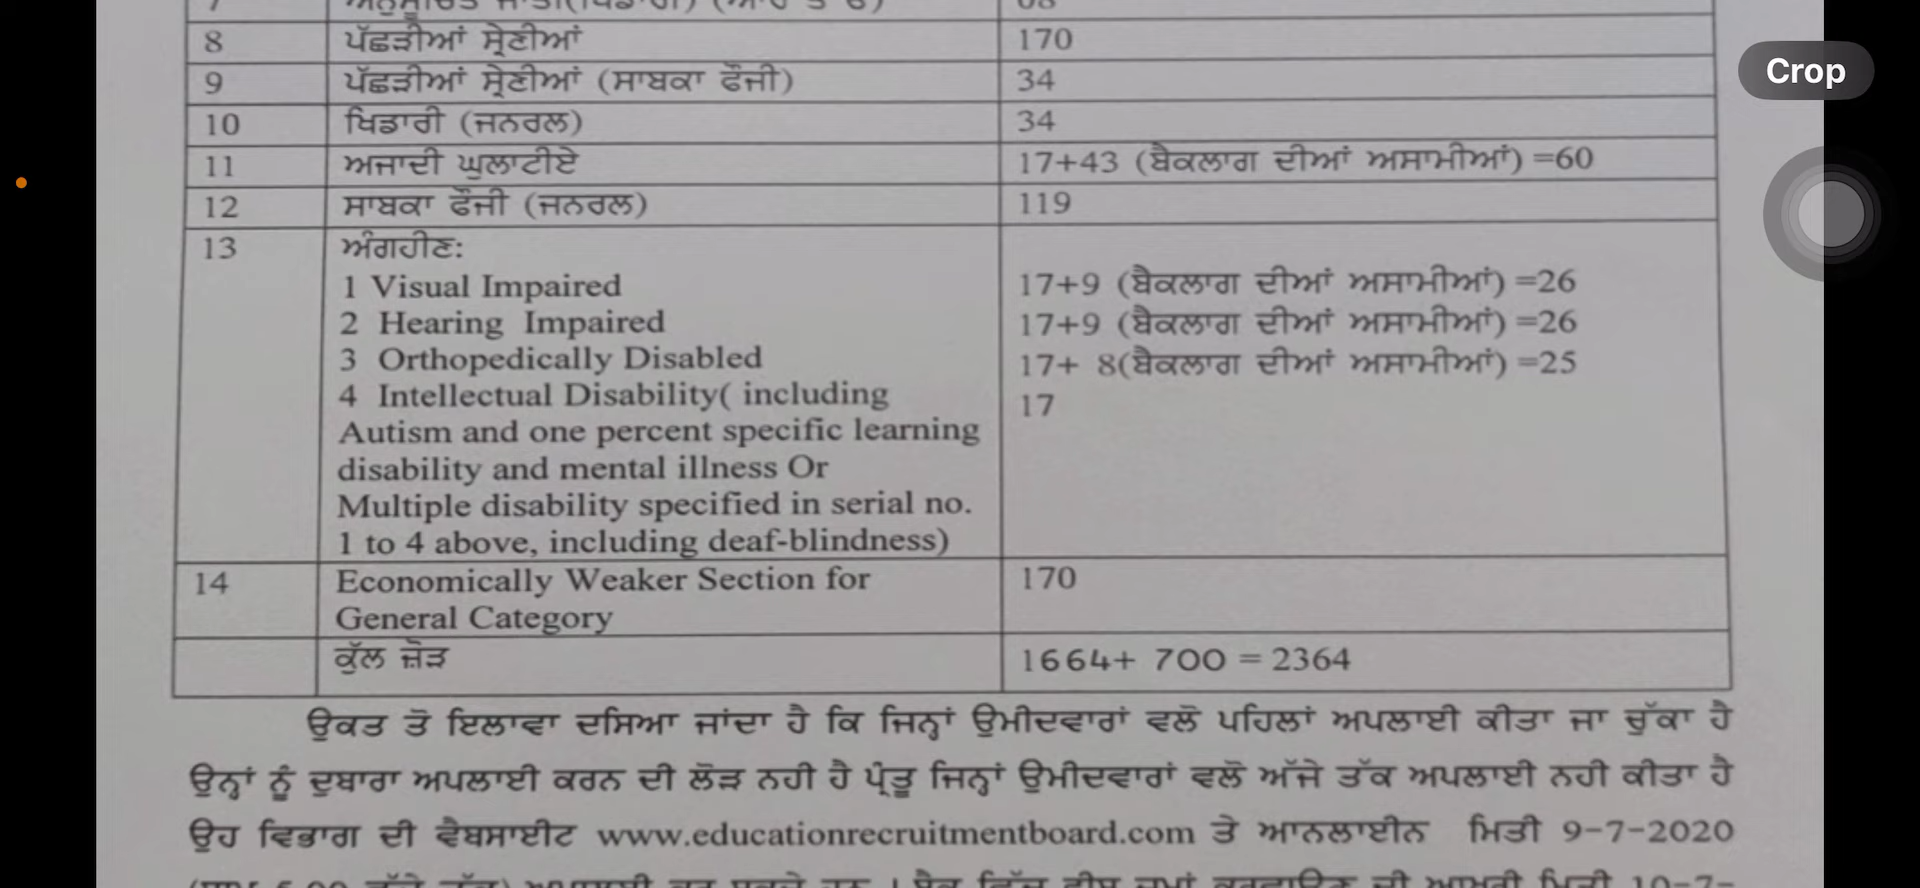 7 ਅਨੁਸੂਚਿਤ ਜਾਤੀ(ਖਿਡਾਰੀ) 68
8 ਪੱਛੜੀਆਂ ਸ਼੍ਰੇਣੀਆਂ 170
9 ਪੱਛੜੀਆਂ ਸ਼੍ਰੇਣੀਆਂ (ਸਾਬਕਾ ਫੌਜੀ) 34
Crop
10 ਖਿਡਾਰੀ (ਜਨਰਲ) 34
11 ਅਜਾਦੀ ਘੁਲਾਟੀਏ 17+43 (ਬੈਕਲਾਗ ਦੀਆਂ ਅਸਾਮੀਆਂ) =60
12 ਸਾਬਕਾ ਫੌਜੀ (ਜਨਰਲ) 119
13 ਅੰਗਹੀਣ:
1 Visual Impaired 17+9 (ਬੈਕਲਾਗ ਦੀਆਂ ਅਸਾਮੀਆਂ) =26
2 Hearing Impaired 17+9 (ਬੈਕਲਾਗ ਦੀਆਂ ਅਸਾਮੀਆਂ) =26
3 Orthopedically Disabled 17+ 8(ਬੈਕਲਾਗ ਦੀਆਂ ਅਸਾਮੀਆਂ) =25
4 Intellectual Disability( including 17
Autism and one percent specific learning
disability and mental illness Or
Multiple disability specified in serial no.
1 to 4 above, including deaf-blindness)
14 Economically Weaker Section for 170
General Category
ਕੁੱਲ ਜੋੜ 1664+ 700 = 2364
ਉਕਤ ਤੋ ਇਲਾਵਾ ਦਸਿਆ ਜਾਂਦਾ ਹੈ ਕਿ ਜਿਨ੍ਹਾਂ ਉਮੀਦਵਾਰਾਂ ਵਲੋ ਪਹਿਲਾਂ ਅਪਲਾਈ ਕੀਤਾ ਜਾ ਚੁੱਕਾ ਹੈ
ਉਨ੍ਹਾਂ ਨੂੰ ਦੁਬਾਰਾ ਅਪਲਾਈ ਕਰਨ ਦੀ ਲੋੜ ਨਹੀ ਹੈ ਪ੍ਰੰਤੂ ਜਿਨ੍ਹਾਂ ਉਮੀਦਵਾਰਾਂ ਵਲੋ ਅੱਜੇ ਤੱਕ ਅਪਲਾਈ ਨਹੀ ਕੀਤਾ ਹੈ
ਉਹ ਵਿਭਾਗ ਦੀ ਵੈਬਸਾਈਟ www.educationrecruitmentboard.com ਤੇ ਆਨਲਾਈਨ ਮਿਤੀ 9-7-2020